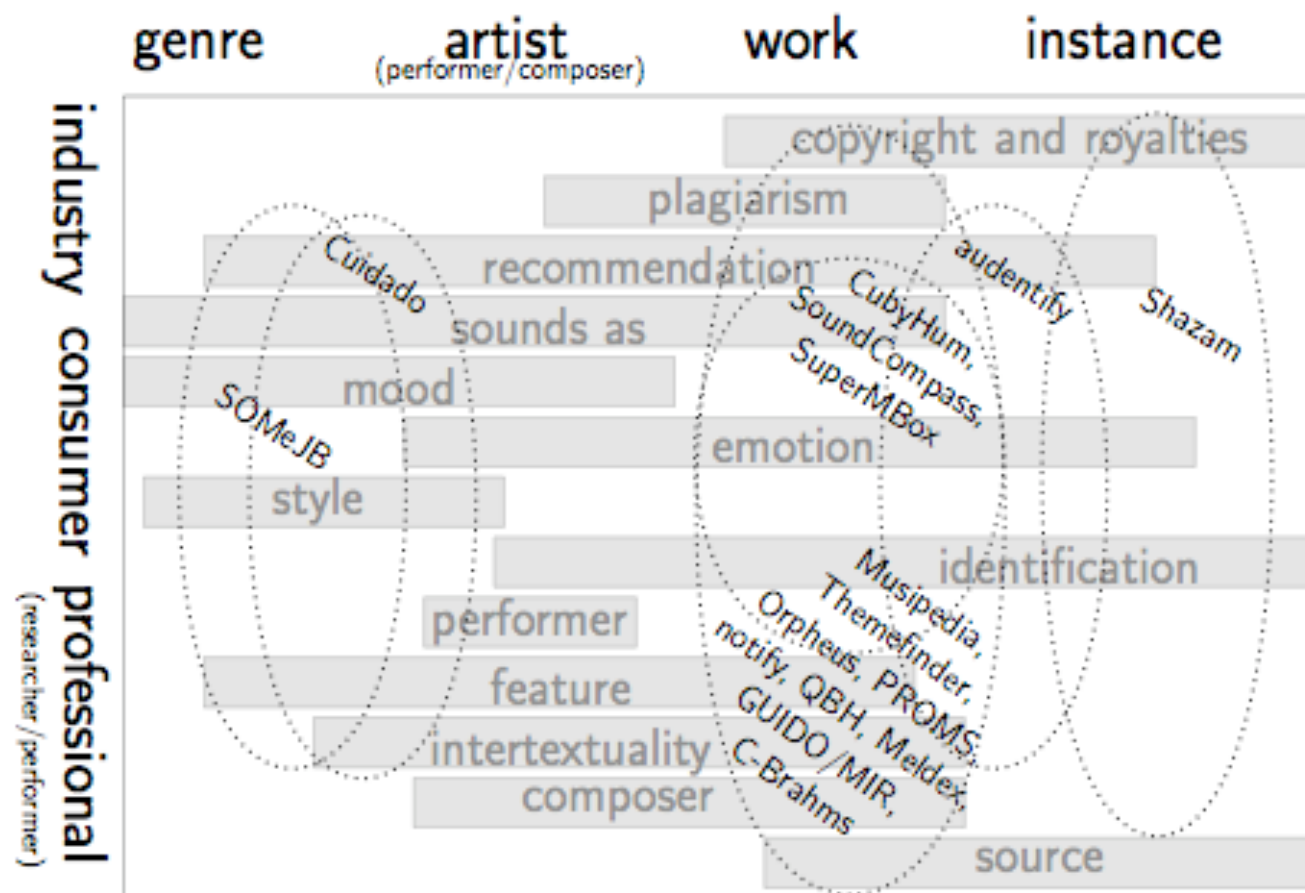 genre artist work instance
(performer/composer)
industry
consumer
professional
(researcher/performer)
copyright and royalties
plagiarism
recommendation
sounds as
mood
emotion
style
identification
performer
feature
intertextuality
composer
source
Cuidado
SOMeJB
CubyHum,
SoundCompass,
SuperMBox
audentify
Shazam
Musipedia,
Themefinder,
Orpheus, PROMS,
notify, QBH, Meldex,
GUIDO/MIR,
C-Brahms